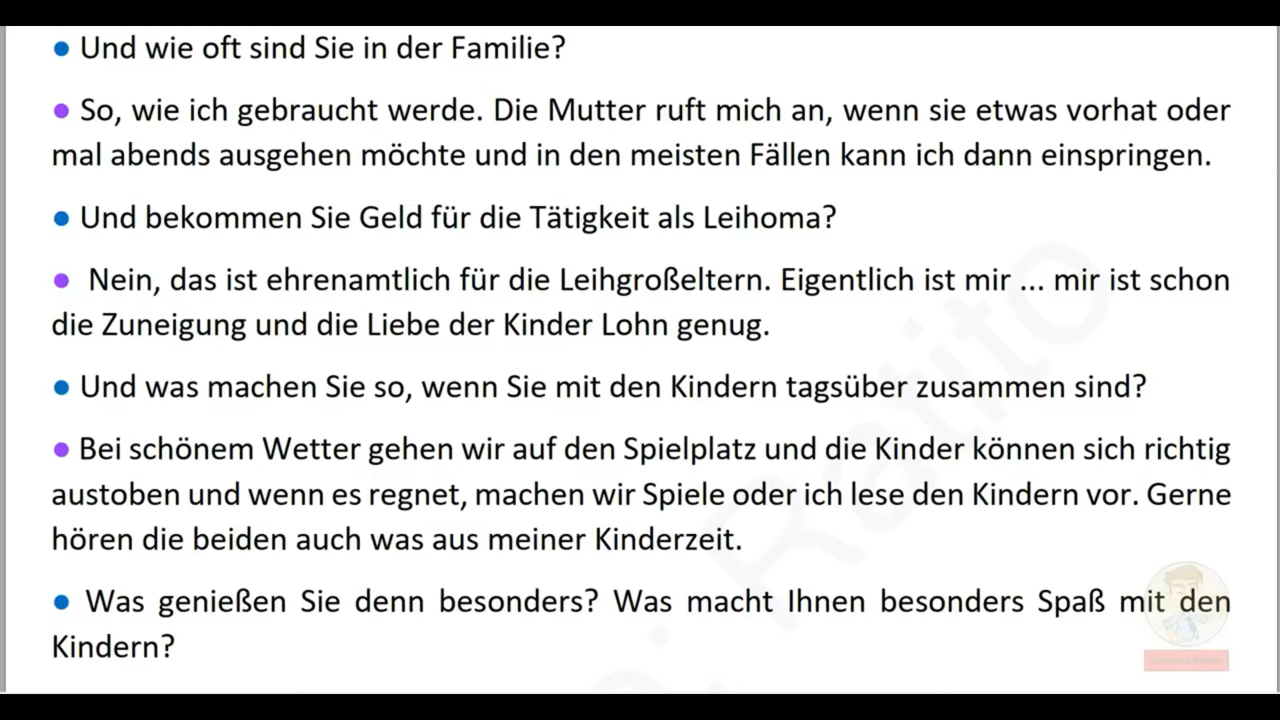 ● Und wie oft sind Sie in der Familie?
● So, wie ich gebraucht werde. Die Mutter ruft mich an, wenn sie etwas vorhat oder
mal abends ausgehen möchte und in den meisten Fällen kann ich dann einspringen.
● Und bekommen Sie Geld für die Tätigkeit als Leihoma?
● Nein, das ist ehrenamtlich für die Leihgroßeltern. Eigentlich ist mir ... mir ist schon
die Zuneigung und die Liebe der Kinder Lohn genug.
● Und was machen Sie so, wenn Sie mit den Kindern tagsüber zusammen sind?
● Bei schönem Wetter gehen wir auf den Spielplatz und die Kinder können sich richtig
austoben und wenn es regnet, machen wir Spiele oder ich lese den Kindern vor. Gerne
hören die beiden auch was aus meiner Kinderzeit.
● Was genießen Sie denn besonders? Was macht Ihnen besonders Spaß mit den
Kindern?